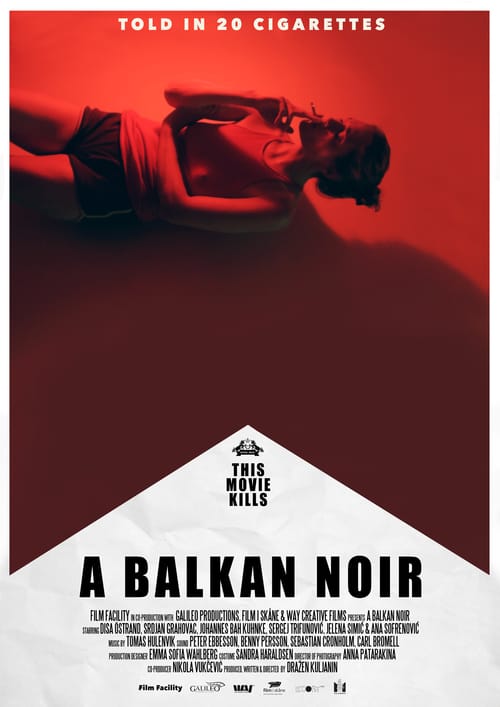 TOLD IN 20 CIGARETTES
THIS
MOVIE
KILLS
A BALKAN NOIR
FILM FACILITY IN CO-PRODUCTION WITH GALILEO PRODUCTIONS, FILM I SKÅNE & WAY CREATIVE FILMS PRESENTS A BALKAN NOIR
STARRING DISA ÖSTRAND, SRDJAN GRAHOVAC, JOHANNES BAH KUHNKE, SERGEJ TRIFUNOVIĆ, JELENA SIMIĆ & ANA SOFRENOVIĆ
MUSIC BY TOMAS HULENVIK SOUND PETER EBBESSON, BENNY PERSSON, SEBASTIAN CRONHOLM, CARL BROMELL
PRODUCTION DESIGNER EMMA SOFIA WAHLBERG COSTUME SANDRA HARALDSEN DIRECTOR OF PHOTOGRAPHY ANNA PATARAKINA
CO-PRODUCER NIKOLA VUKČEVIĆ PRODUCED, WRITTEN & DIRECTED BY DRAŽEN KULJANIN
Film Facility GALILEO WAY